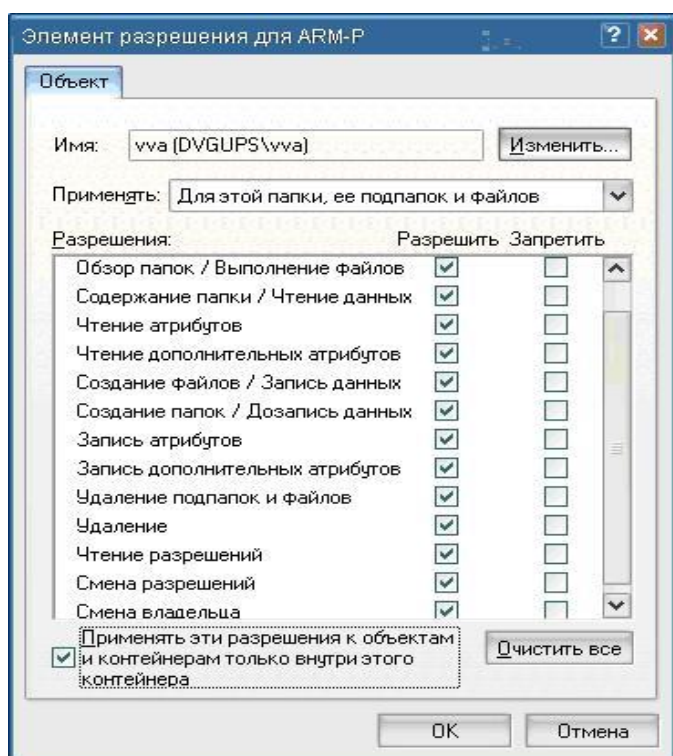 Элемент разрешения для ARM-P
Объект
Имя: vva (DVGUPS\vva) Изменить...
Применять: Для этой папки, ее подпапок и файлов
Разрешения: Разрешить Запретить
Обзор папок / Выполнение файлов
Содержание папки / Чтение данных
Чтение атрибутов
Чтение дополнительных атрибутов
Создание файлов / Запись данных
Создание папок / Дозапись данных
Запись атрибутов
Запись дополнительных атрибутов
Удаление подпапок и файлов
Удаление
Чтение разрешений
Смена разрешений
Смена владельца
Применять эти разрешения к объектам
и контейнерам только внутри этого
контейнера
Очистить все
OK Отмена